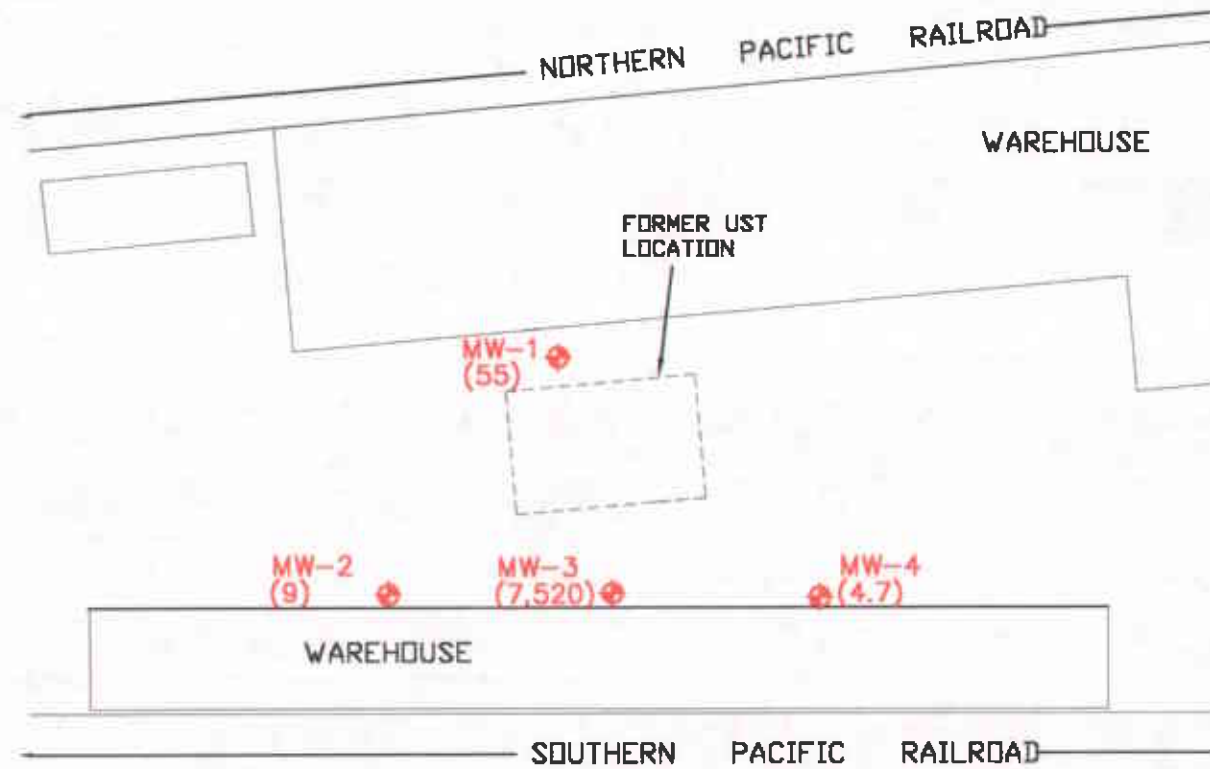 NORTHERN PACIFIC RAILROAD
WAREHOUSE
FORMER UST
LOCATION
MW-1
(55)
MW-2
(9)
MW-3
(7,520)
MW-4
(4.7)
WAREHOUSE
SOUTHERN PACIFIC RAILROAD